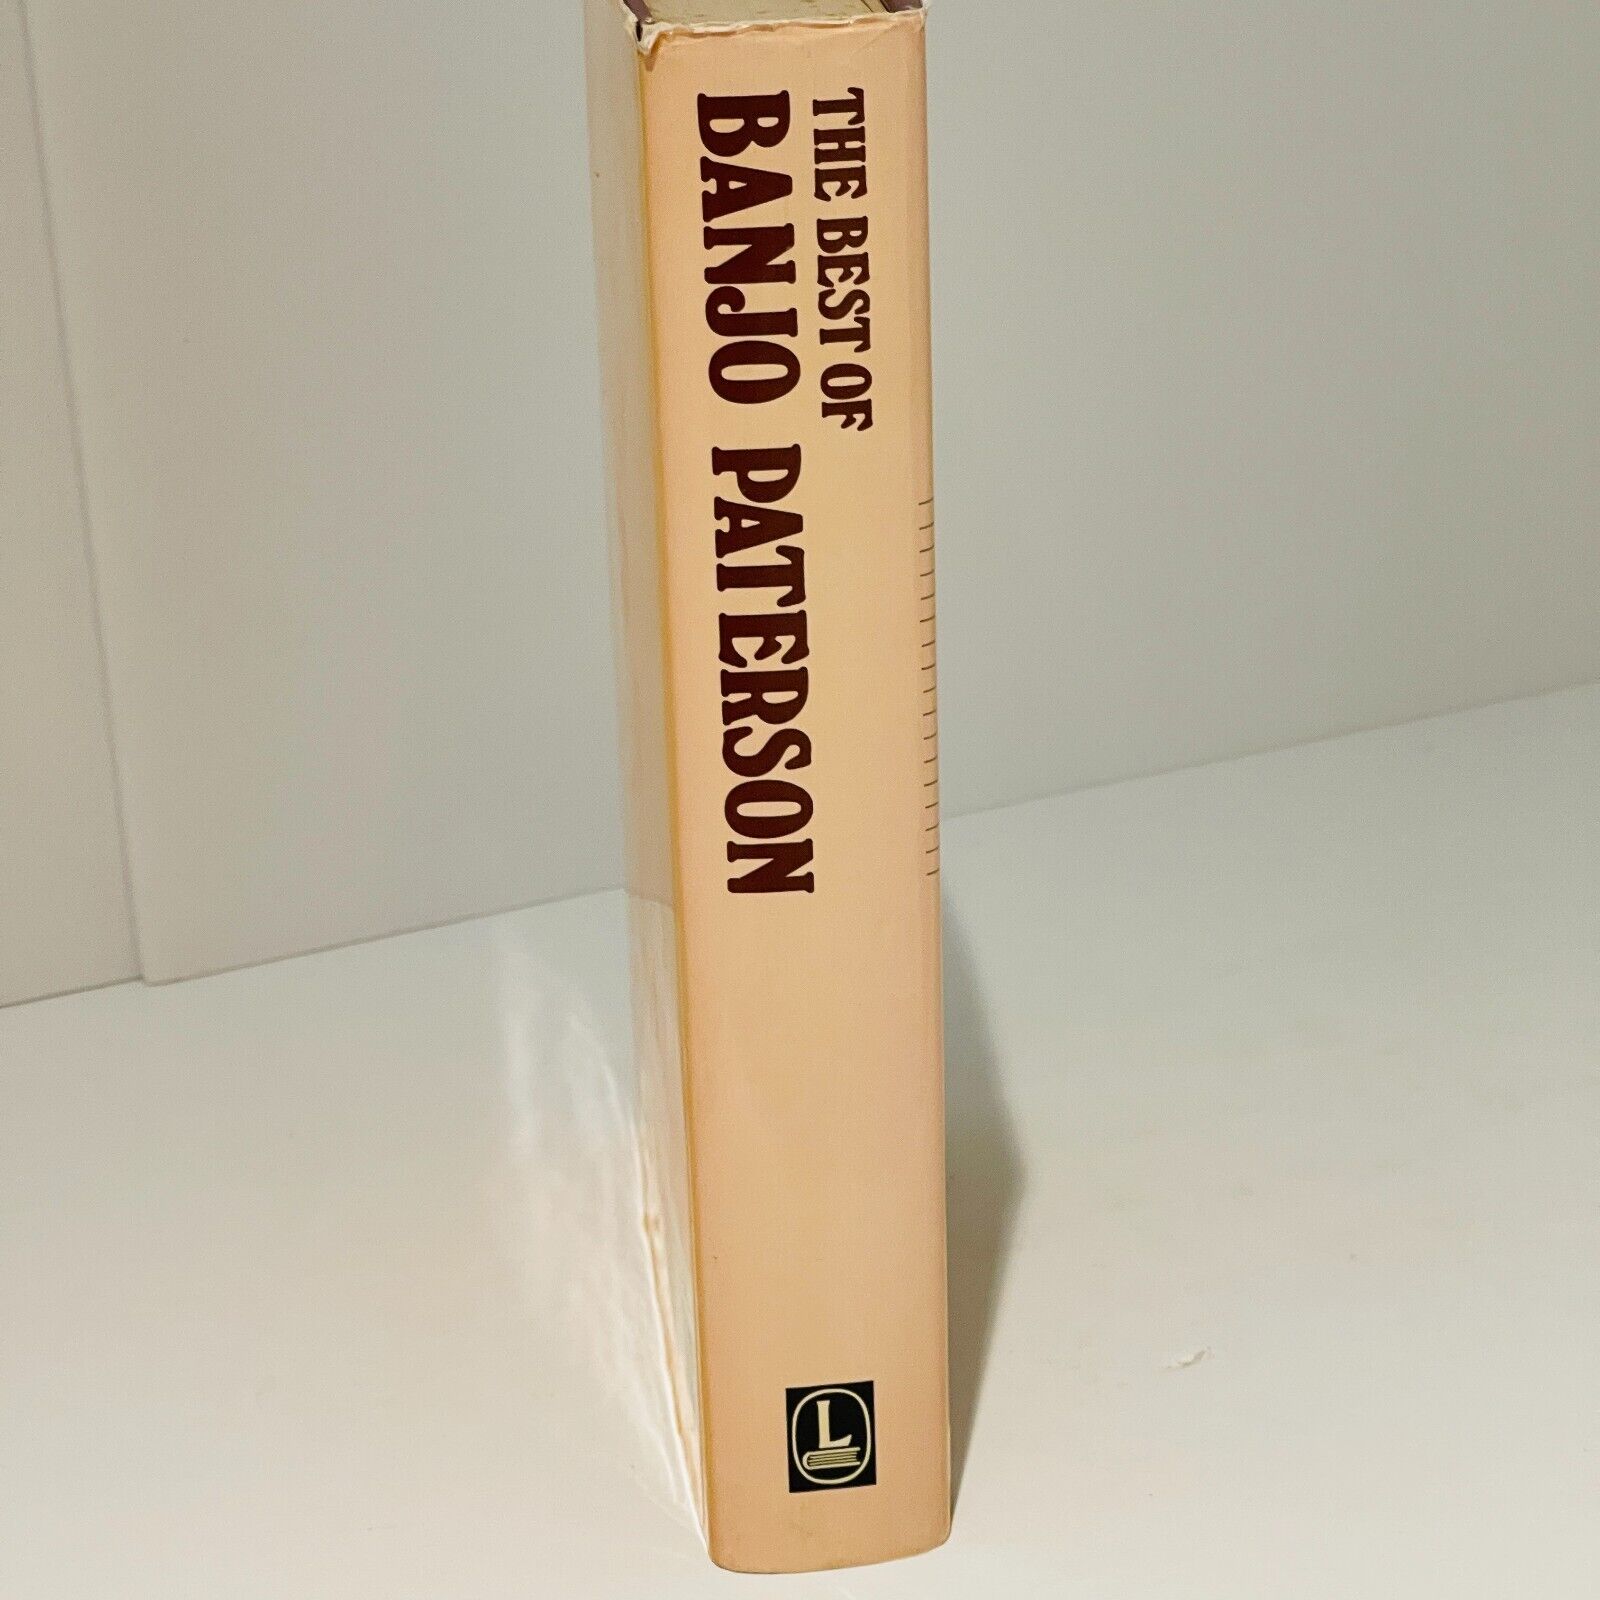 THE BEST OF
BANJO PATERSON
L